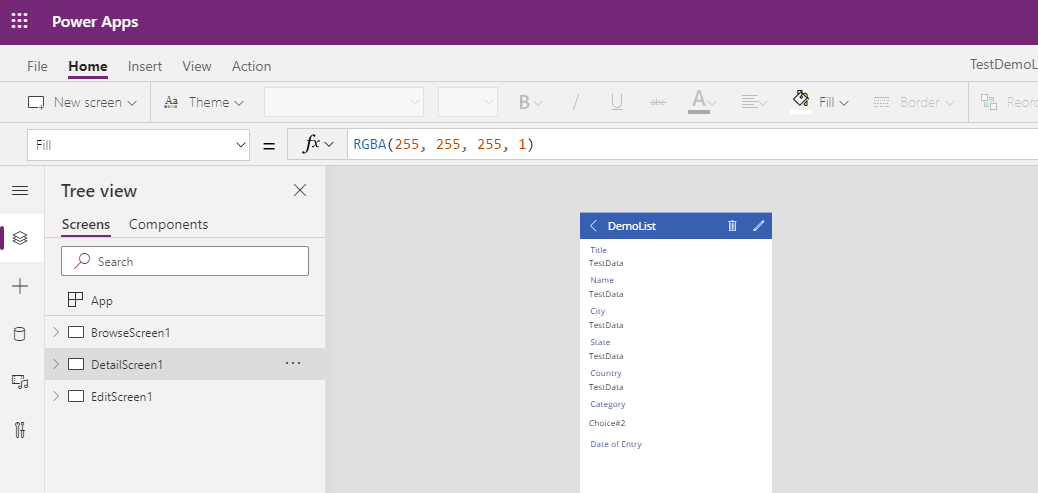 Power Apps
File Home Insert View Action TestDemoL
New screen Theme B / U abc A Fill Border Reord
Fill = fx RGBA(255, 255, 255, 1)
Tree view
Screens Components
Search
App
BrowseScreen1
DetailScreen1 ...
EditScreen1
DemoList
Title
TestData
Name
TestData
City
TestData
State
TestData
Country
TestData
Category
Choice#2
Date of Entry